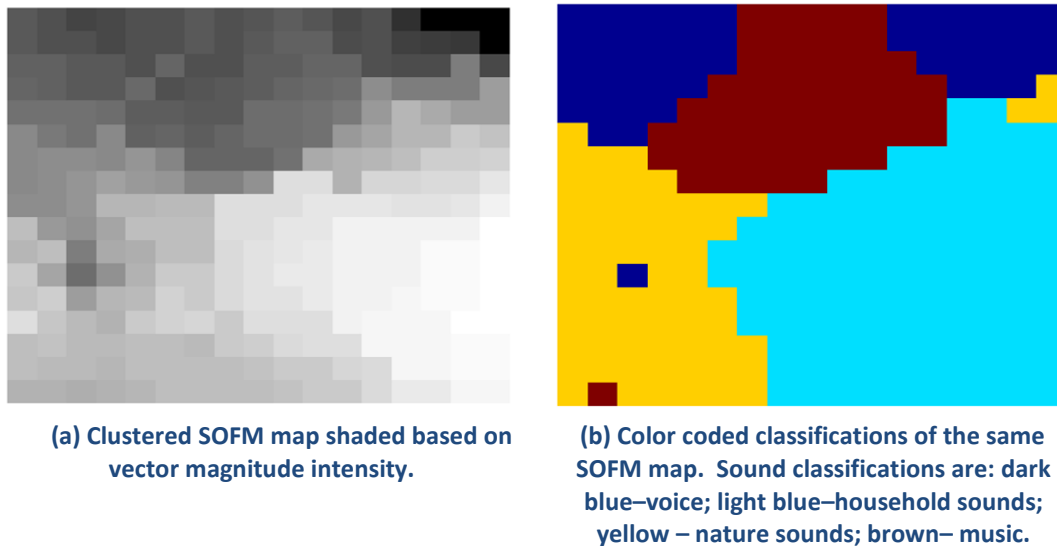 (a) Clustered SOFM map shaded based on
vector magnitude intensity.
(b) Color coded classifications of the same
SOFM map.  Sound classifications are: dark
blue–voice; light blue–household sounds;
yellow – nature sounds; brown– music.